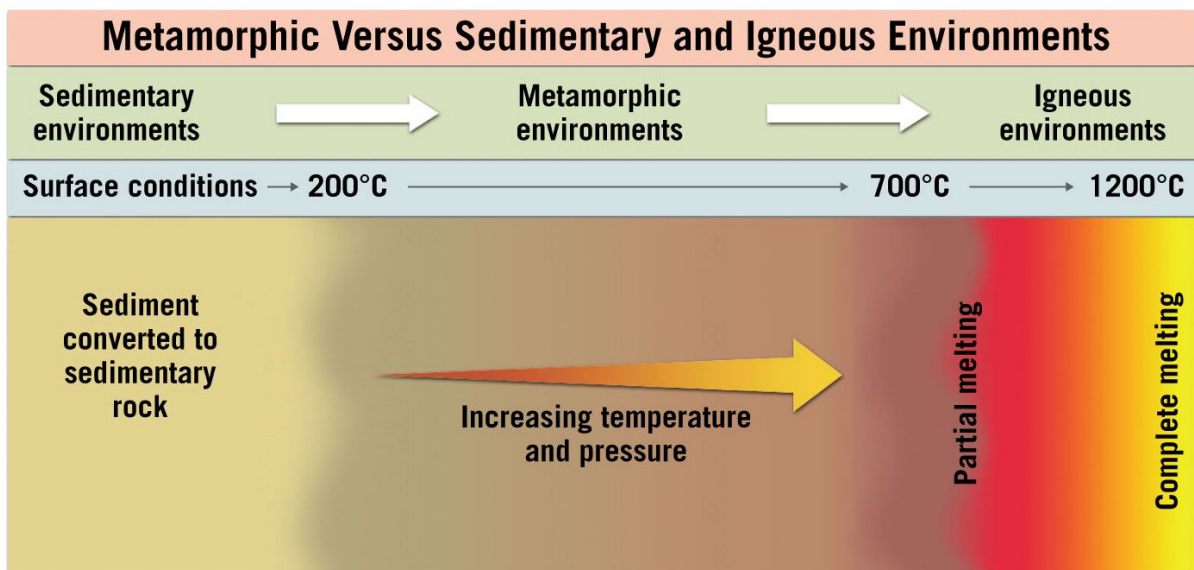 Metamorphic Versus Sedimentary and Igneous Environments
Sedimentary
environments
Metamorphic
environments
Igneous
environments
Surface conditions → 200°C → 700°C → 1200°C
Sediment
converted to
sedimentary
rock
Increasing temperature
and pressure
Partial melting
Complete melting